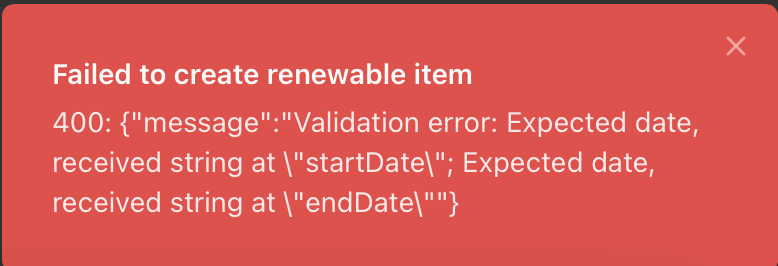 Failed to create renewable item
400: {"message":"Validation error: Expected date,
received string at \"startDate\"; Expected date,
received string at \"endDate\""}